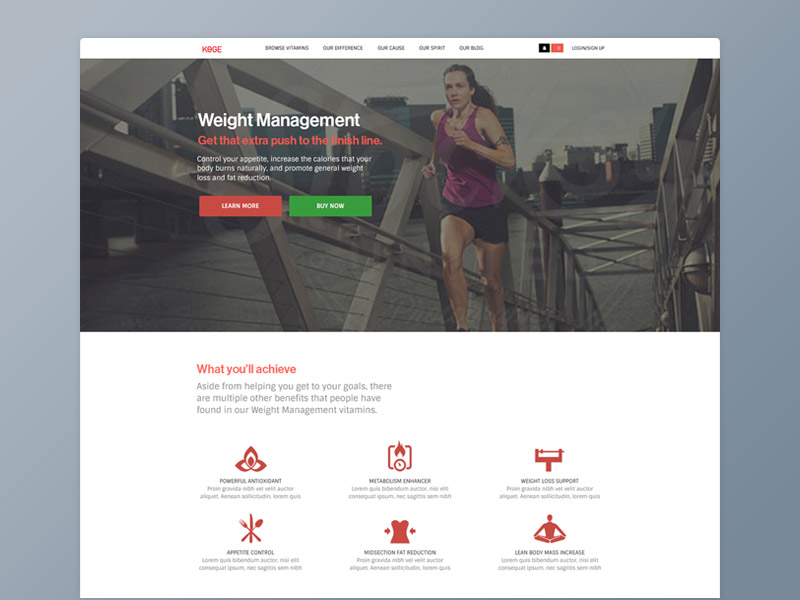 KOGE
BROWSE VITAMINS
OUR DIFFERENCE
OUR CAUSE
OUR SPIRIT
OUR BLOG
LOGIN/SIGN UP
Weight Management
Get that extra push to the finish line.
Control your appetite, increase the calories that your
body burns naturally, and promote general weight
loss and fat reduction.
LEARN MORE
BUY NOW
What you'll achieve
Aside from helping you get to your goals, there
are multiple other benefits that people have
found in our Weight Management vitamins.
POWERFUL ANTIOXIDANT
Proin gravida nibh vel velit auctor
aliquet. Aenean sollicitudin, lorem quis
METABOLISM ENHANCER
Lorem quis bibendum auctor, nisi elit
consequat ipsum, nec sagittis sem nibh
WEIGHT LOSS SUPPORT
Proin gravida nibh vel velit auctor
aliquet. Aenean sollicitudin, lorem quis
APPETITE CONTROL
Lorem quis bibendum auctor, nisi elit
consequat ipsum, nec sagittis sem nibh
MIDSECTION FAT REDUCTION
Proin gravida nibh vel velit auctor
aliquet. Aenean sollicitudin, lorem quis
LEAN BODY MASS INCREASE
Lorem quis bibendum auctor, nisi elit
consequat ipsum, nec sagittis sem nibh